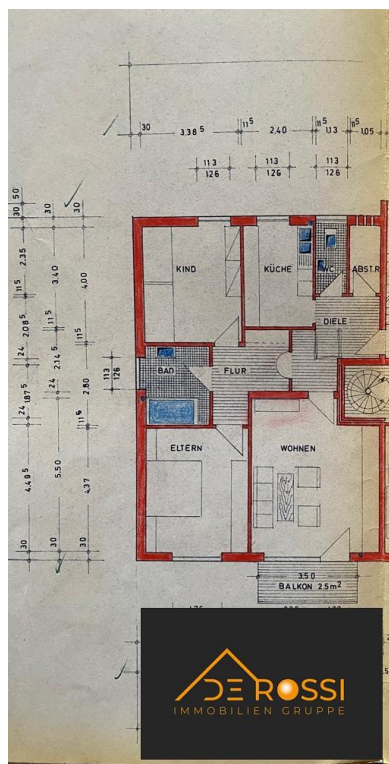 30 3.38⁵ 11⁵ 2.40 11⁵ 1.13 11⁵ 1.05
113 113 113
126 126 126
50
30 30 30
2.35 3.40 4.00
11⁵
2.08⁵ 11⁵ 11⁵
24 2.14⁵ 2.80
1.87⁵ 24
24 11⁵
4.49⁵ 5.50 4.37
30 30 30
113
126
KIND KÜCHE WC ABST.R
DIELE
BAD FLUR
ELTERN WOHNEN
3.50
BALKON 2.5m²
DE ROSSI
IMMOBILIEN GRUPPE